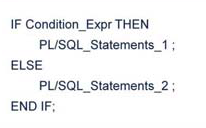 IF Condition_Expr THEN
PL/SQL_Statements_1 ;
ELSE
PL/SQL_Statements_2 ;
END IF;